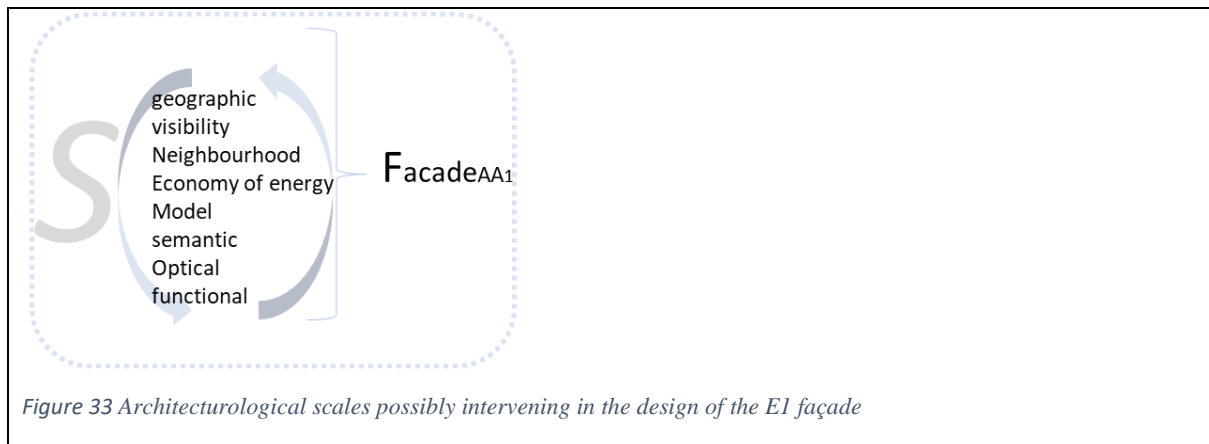 S
geographic
visibility
Neighbourhood
Economy of energy
Model
semantic
Optical
functional
FacadeAA1
Figure 33 Architecturological scales possibly intervening in the design of the E1 façade